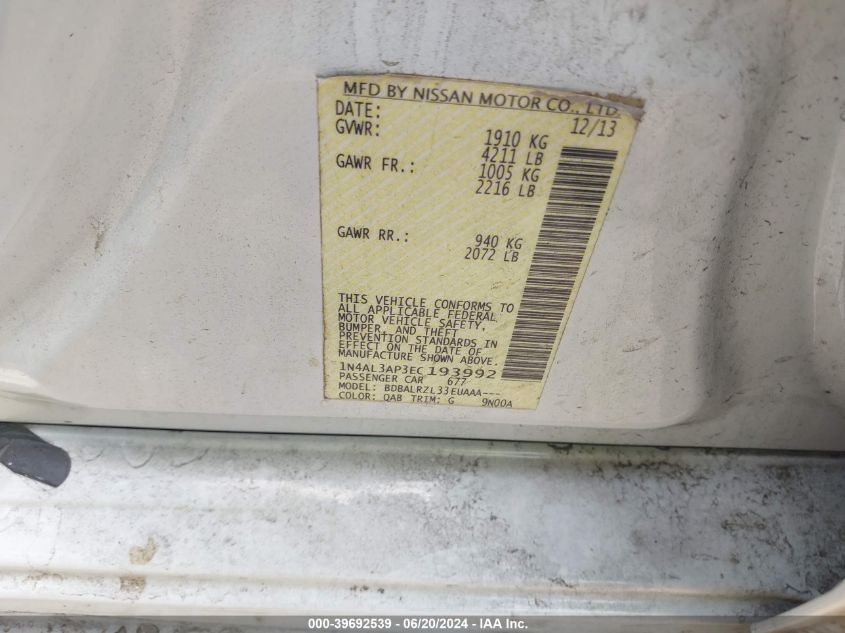 MFD BY NISSAN MOTOR CO., LTD.
DATE: 12/13
GVWR: 1910 KG
4211 LB
GAWR FR.: 1005 KG
2216 LB
GAWR RR.: 940 KG
2072 LB
THIS VEHICLE CONFORMS TO
ALL APPLICABLE FEDERAL
MOTOR VEHICLE SAFETY,
BUMPER, AND THEFT
PREVENTION STANDARDS IN
EFFECT ON THE DATE OF
MANUFACTURE SHOWN ABOVE.
1N4AL3AP3EC193992
PASSENGER CAR 677
MODEL: BDBALRZL33EUAAA---
COLOR: QAB TRIM: G 9N00A
000-39692539 - 06/20/2024 - IAA Inc.